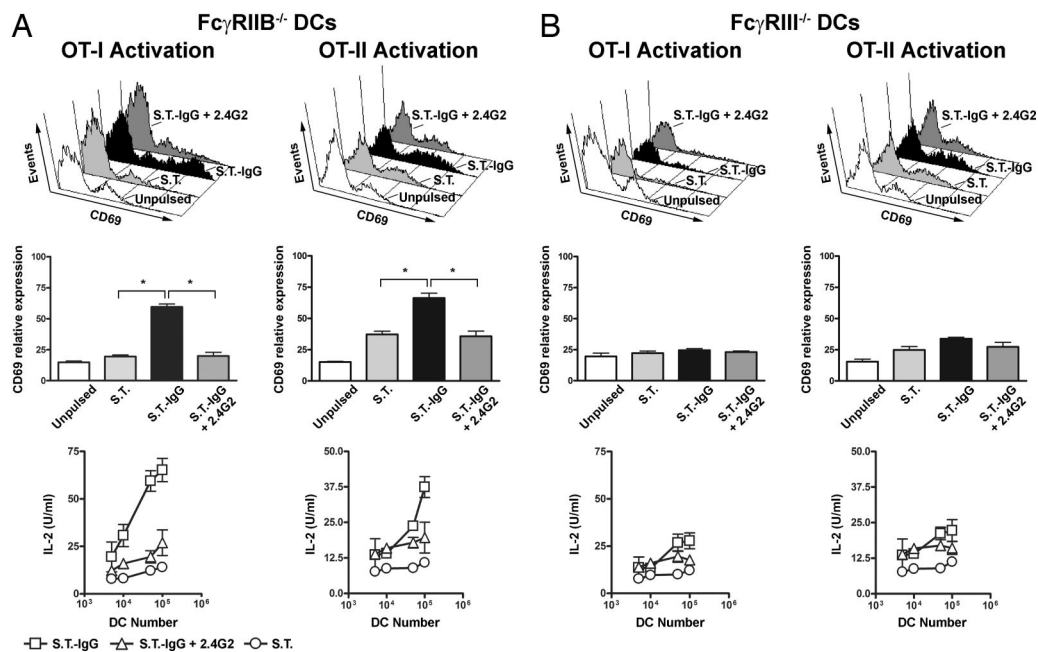 A
FcγRIIB-/- DCs
OT-I Activation
OT-II Activation
B
FcγRIII-/- DCs
OT-I Activation
OT-II Activation
Events
S.T.-IgG + 2.4G2
S.T.-IgG
S.T.
Unpulsed
CD69
Events
S.T.-IgG + 2.4G2
S.T.-IgG
S.T.
Unpulsed
CD69
Events
S.T.-IgG + 2.4G2
S.T.-IgG
S.T.
Unpulsed
CD69
Events
S.T.-IgG + 2.4G2
S.T.-IgG
S.T.
Unpulsed
CD69
CD69 relative expression
100
75
50
25
0
* *
Unpulsed
S.T.
S.T.-IgG
S.T.-IgG + 2.4G2
CD69 relative expression
100
75
50
25
0
* *
Unpulsed
S.T.
S.T.-IgG
S.T.-IgG + 2.4G2
CD69 relative expression
100
75
50
25
0
Unpulsed
S.T.
S.T.-IgG
S.T.-IgG + 2.4G2
CD69 relative expression
100
75
50
25
0
Unpulsed
S.T.
S.T.-IgG
S.T.-IgG + 2.4G2
IL-2 (U/ml)
75
50
25
0
10³ 10⁴ 10⁵ 10⁶
DC Number
IL-2 (U/ml)
50.0
37.5
25.0
12.5
0
10³ 10⁴ 10⁵ 10⁶
DC Number
IL-2 (U/ml)
75
50
25
0
10³ 10⁴ 10⁵ 10⁶
DC Number
IL-2 (U/ml)
50.0
37.5
25.0
12.5
0
10³ 10⁴ 10⁵ 10⁶
DC Number
S.T.-IgG
S.T.-IgG + 2.4G2
S.T.